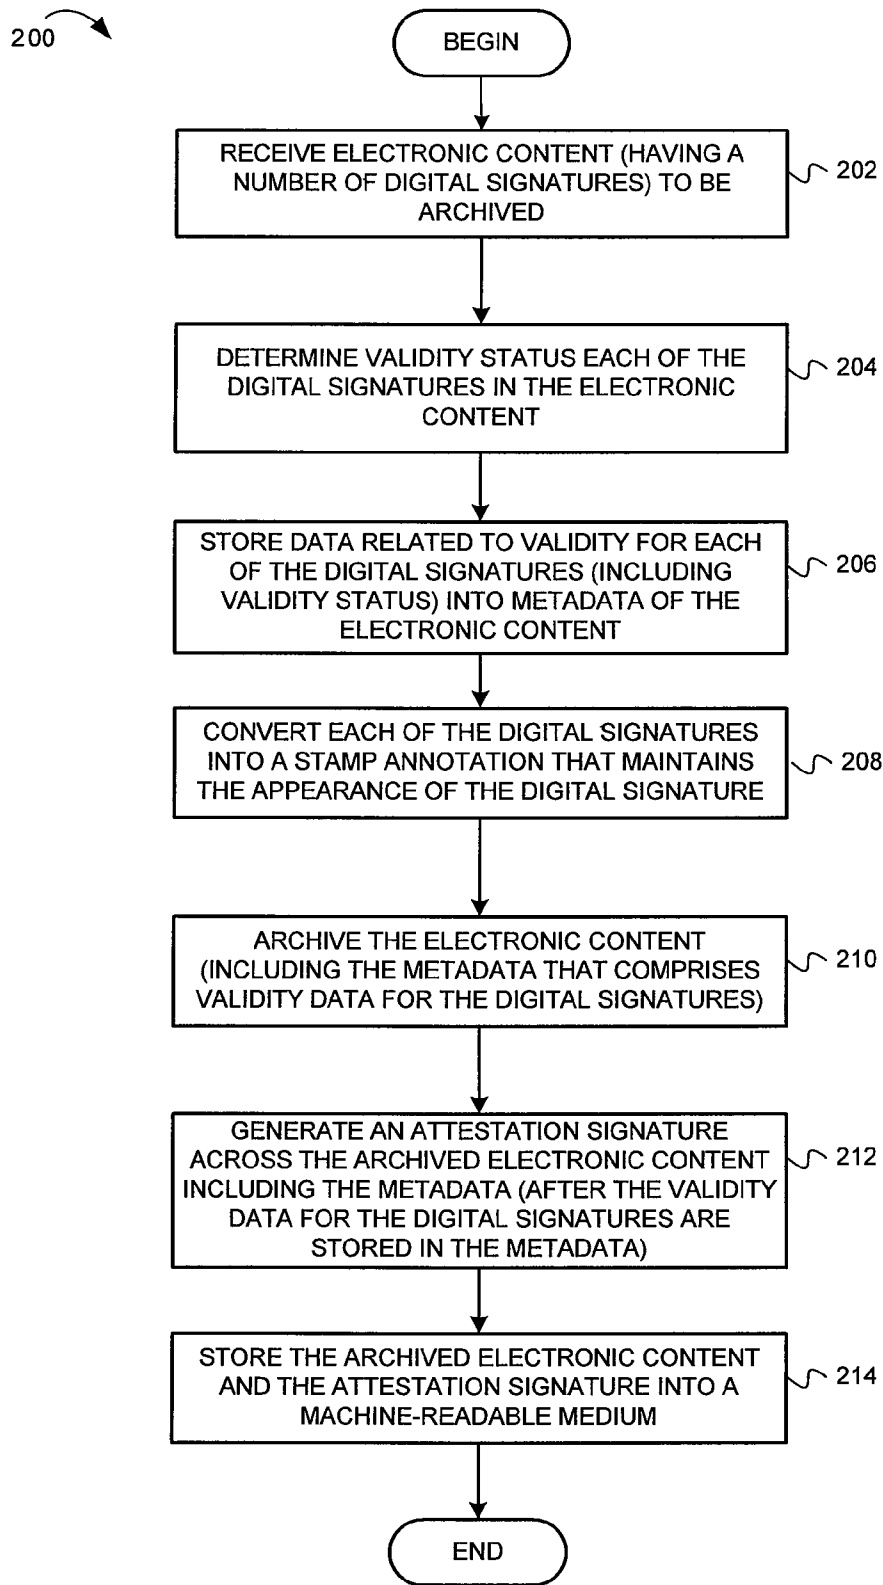 200
BEGIN
RECEIVE ELECTRONIC CONTENT (HAVING A
NUMBER OF DIGITAL SIGNATURES) TO BE
ARCHIVED
202
DETERMINE VALIDITY STATUS EACH OF THE
DIGITAL SIGNATURES IN THE ELECTRONIC
CONTENT
204
STORE DATA RELATED TO VALIDITY FOR EACH
OF THE DIGITAL SIGNATURES (INCLUDING
VALIDITY STATUS) INTO METADATA OF THE
ELECTRONIC CONTENT
206
CONVERT EACH OF THE DIGITAL SIGNATURES
INTO A STAMP ANNOTATION THAT MAINTAINS
THE APPEARANCE OF THE DIGITAL SIGNATURE
208
ARCHIVE THE ELECTRONIC CONTENT
(INCLUDING THE METADATA THAT COMPRISES
VALIDITY DATA FOR THE DIGITAL SIGNATURES)
210
GENERATE AN ATTESTATION SIGNATURE
ACROSS THE ARCHIVED ELECTRONIC CONTENT
INCLUDING THE METADATA (AFTER THE VALIDITY
DATA FOR THE DIGITAL SIGNATURES ARE
STORED IN THE METADATA)
212
STORE THE ARCHIVED ELECTRONIC CONTENT
AND THE ATTESTATION SIGNATURE INTO A
MACHINE-READABLE MEDIUM
214
END